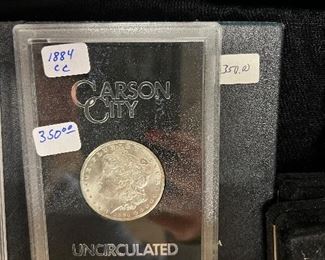 1884
CC
350.00
CARSON
CITY
350.00
UNCIRCULATED